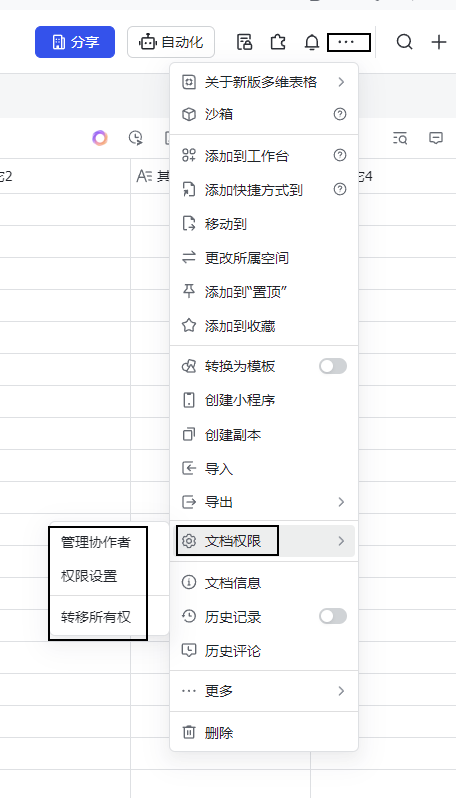 分享
自动化
关于新版多维表格
沙箱
添加到工作台
添加快捷方式到
移动到
更改所属空间
添加到“置顶”
添加到收藏
转换为模板
创建小程序
创建副本
导入
导出
文档权限
管理协作者
权限设置
转移所有权
文档信息
历史记录
历史评论
更多
删除
2
A
4